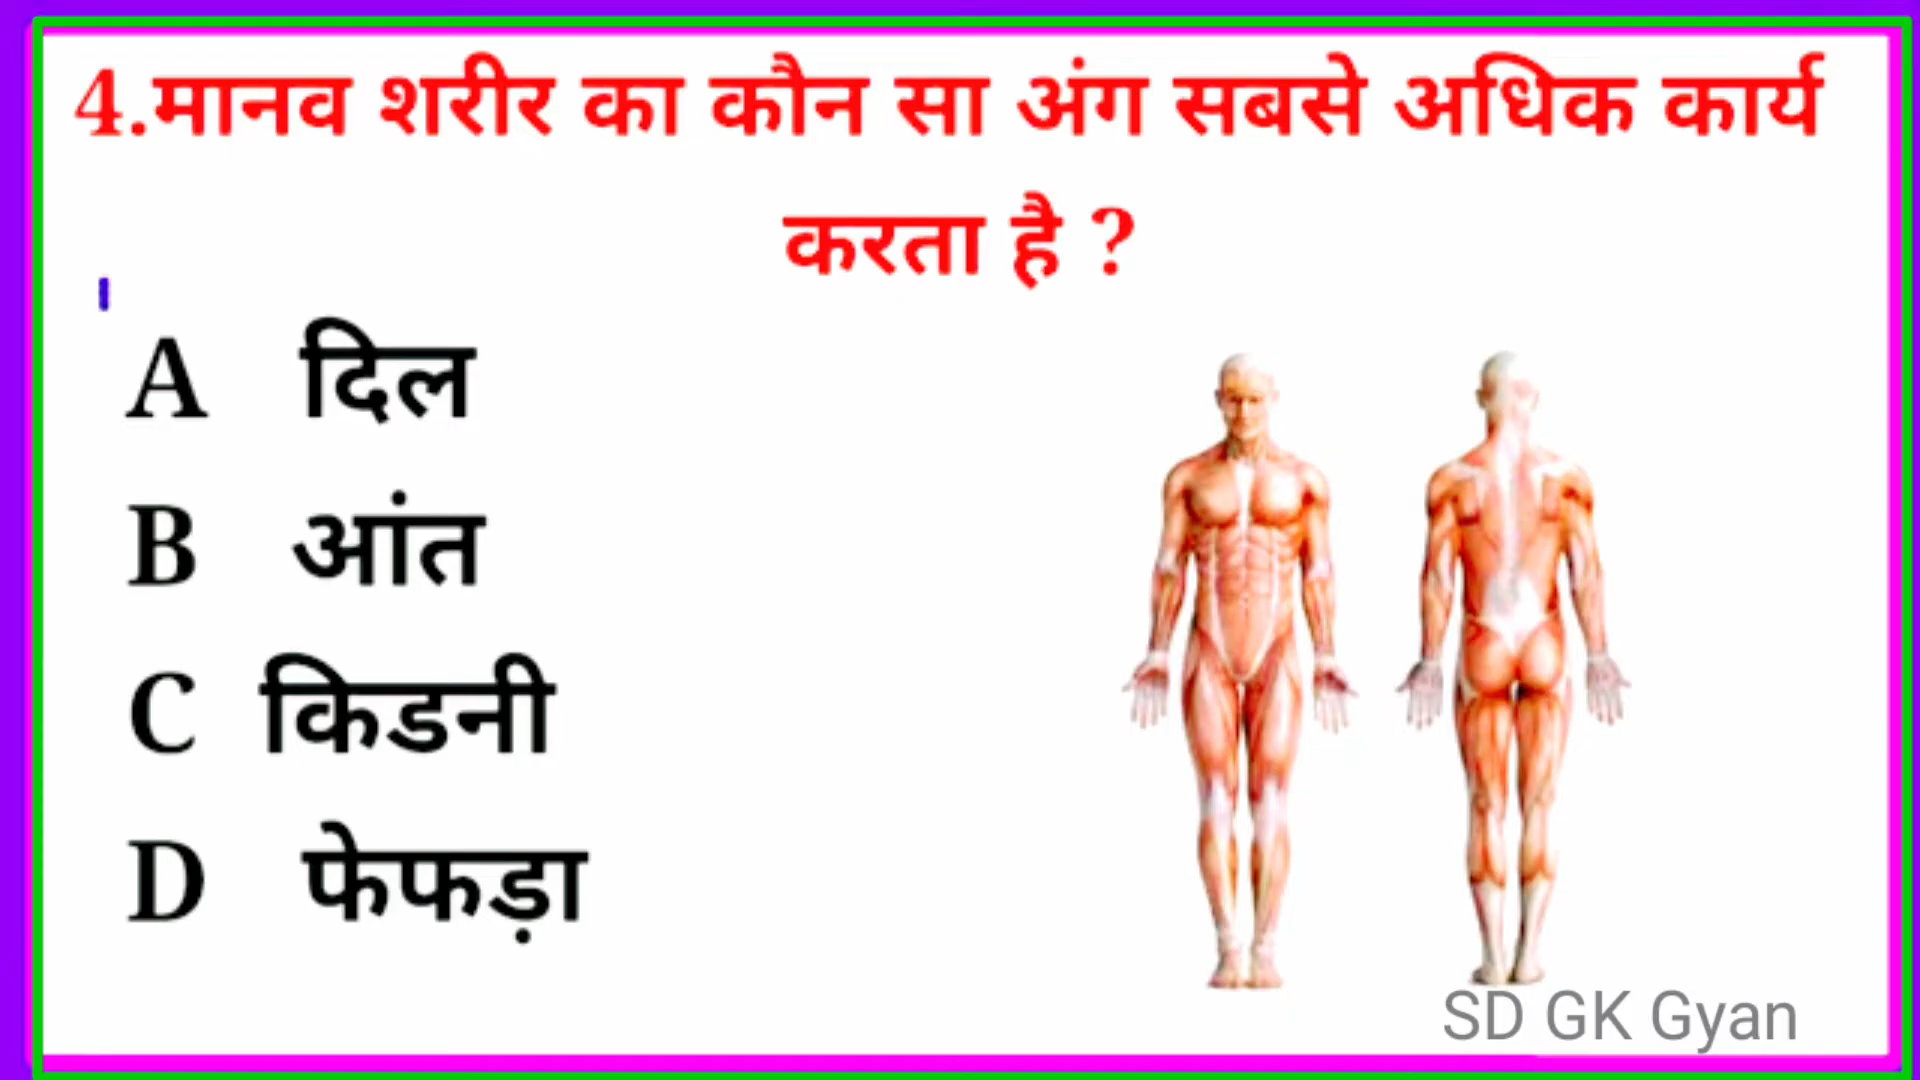 4.मानव शरीर का कौन सा अंग सबसे अधिक कार्य
करता है ?
A दिल
B आंत
C किडनी
D फेफड़ा
SD GK Gyan